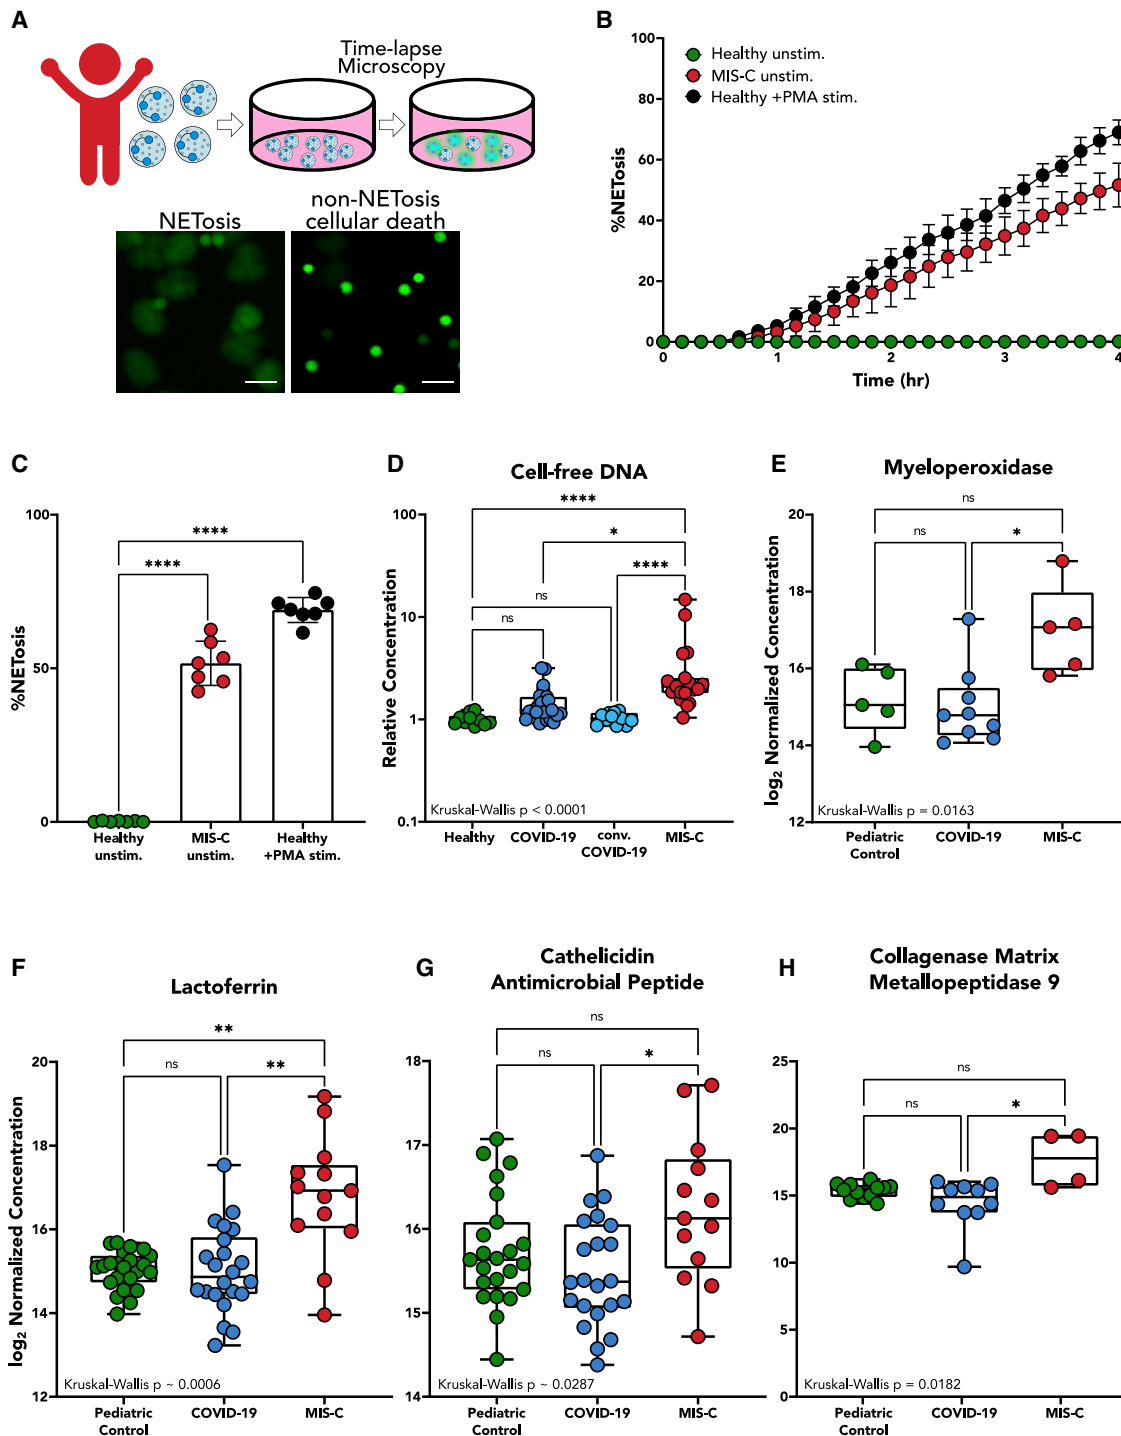 A
Time-lapse
Microscopy
NETosis
non-NETosis
cellular death
B
%NETosis
100
80
60
40
20
0
Healthy unstim.
MIS-C unstim.
Healthy +PMA stim.
0
1
2
3
4
Time (hr)
C
%NETosis
100
50
0
****
****
Healthy
unstim.
MIS-C
unstim.
Healthy
+PMA stim.
D
Cell-free DNA
Relative Concentration
100
10
1
0.1
****
*
****
ns
ns
Kruskal-Wallis p < 0.0001
Healthy
COVID-19
conv.
COVID-19
MIS-C
E
Myeloperoxidase
log₂ Normalized Concentration
20
18
16
14
12
ns
ns
*
Kruskal-Wallis p = 0.0163
Pediatric
Control
COVID-19
MIS-C
F
Lactoferrin
log₂ Normalized Concentration
20
18
16
14
12
**
ns
**
Kruskal-Wallis p ~ 0.0006
Pediatric
Control
COVID-19
MIS-C
G
Cathelicidin
Antimicrobial Peptide
18
17
16
15
14
ns
ns
*
Kruskal-Wallis p ~ 0.0287
Pediatric
Control
COVID-19
MIS-C
H
Collagenase Matrix
Metallopeptidase 9
25
20
15
10
5
0
ns
ns
*
Kruskal-Wallis p = 0.0182
Pediatric
Control
COVID-19
MIS-C